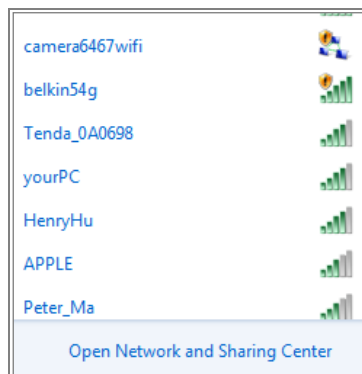 camera6467wifi
belkin54g
Tenda_0A0698
yourPC
HenryHu
APPLE
Peter_Ma
Open Network and Sharing Center